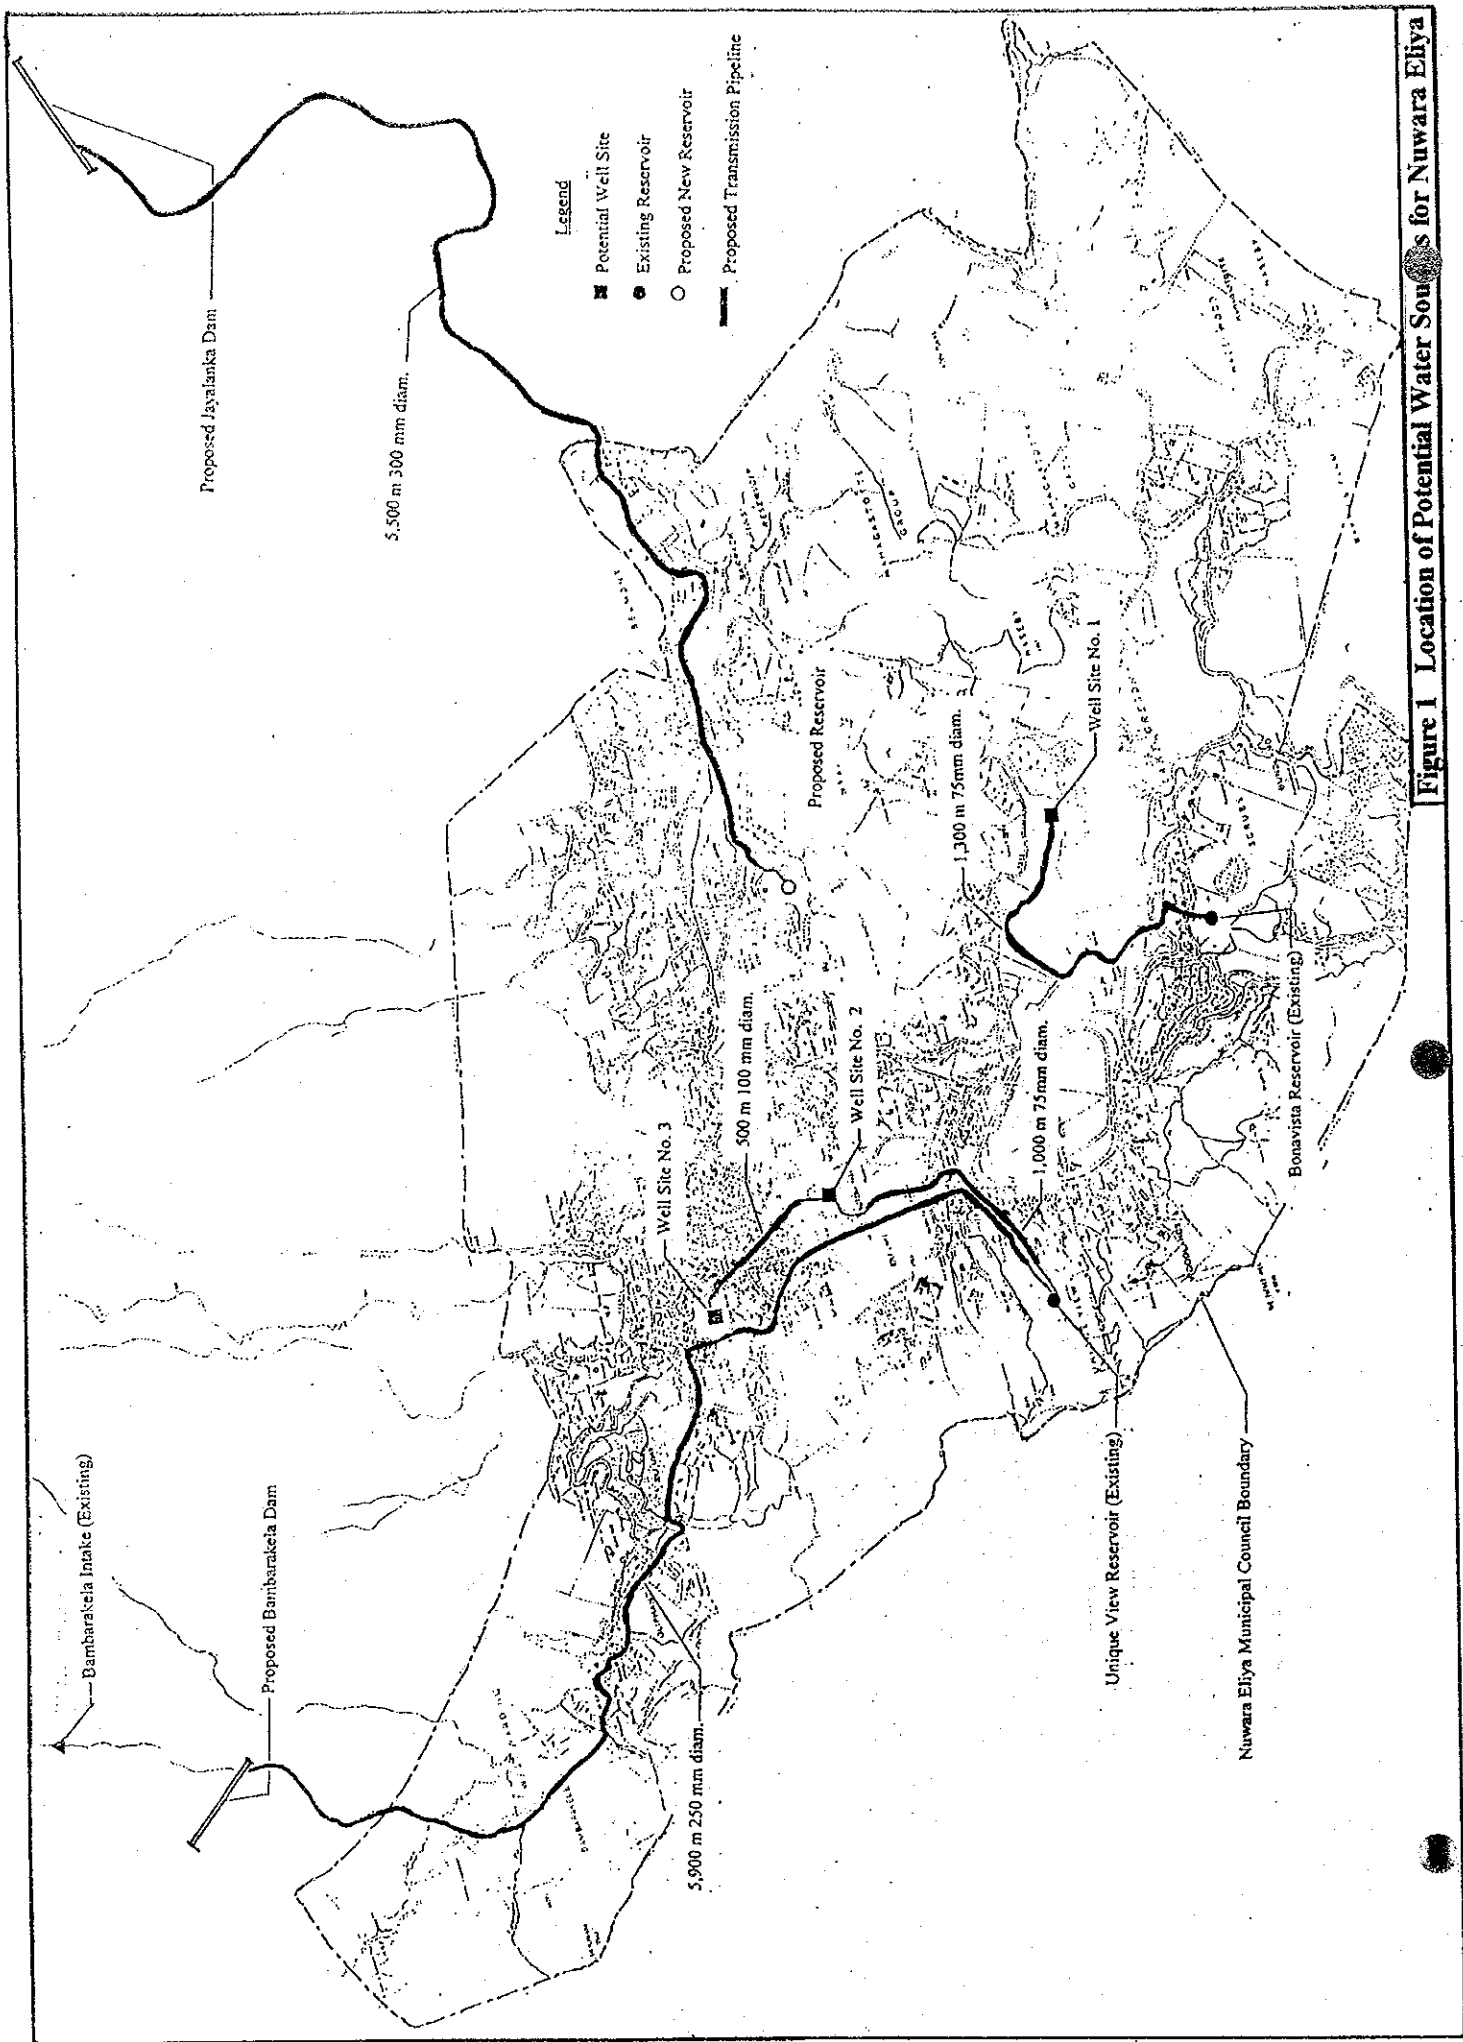 Bambarakela Intake (Existing)
Proposed Bambarakela Dam
Proposed Jayalanka Dam
5,500 m 300 mm diam.
Legend
Potential Well Site
Existing Reservoir
Proposed New Reservoir
Proposed Transmission Pipeline
Well Site No. 3
500 m 100 mm diam.
Well Site No. 2
Proposed Reservoir
1,300 m 75mm diam.
Well Site No. 1
1,000 m 75mm diam.
5,900 m 250 mm diam.
Unique View Reservoir (Existing)
Nuwara Eliya Municipal Council Boundary
Bonavista Reservoir (Existing)
Figure 1 Location of Potential Water for Nuwara Eliya